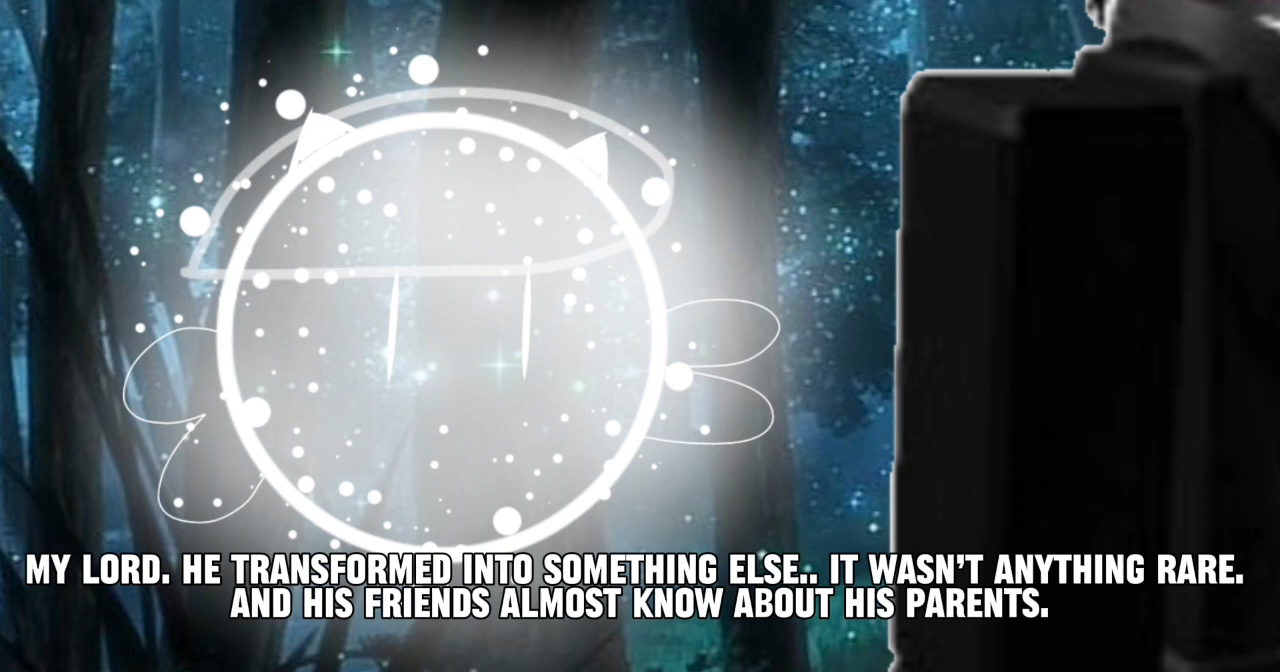 MY LORD. HE TRANSFORMED INTO SOMETHING ELSE.. IT WASN'T ANYTHING RARE.
AND HIS FRIENDS ALMOST KNOW ABOUT HIS PARENTS.